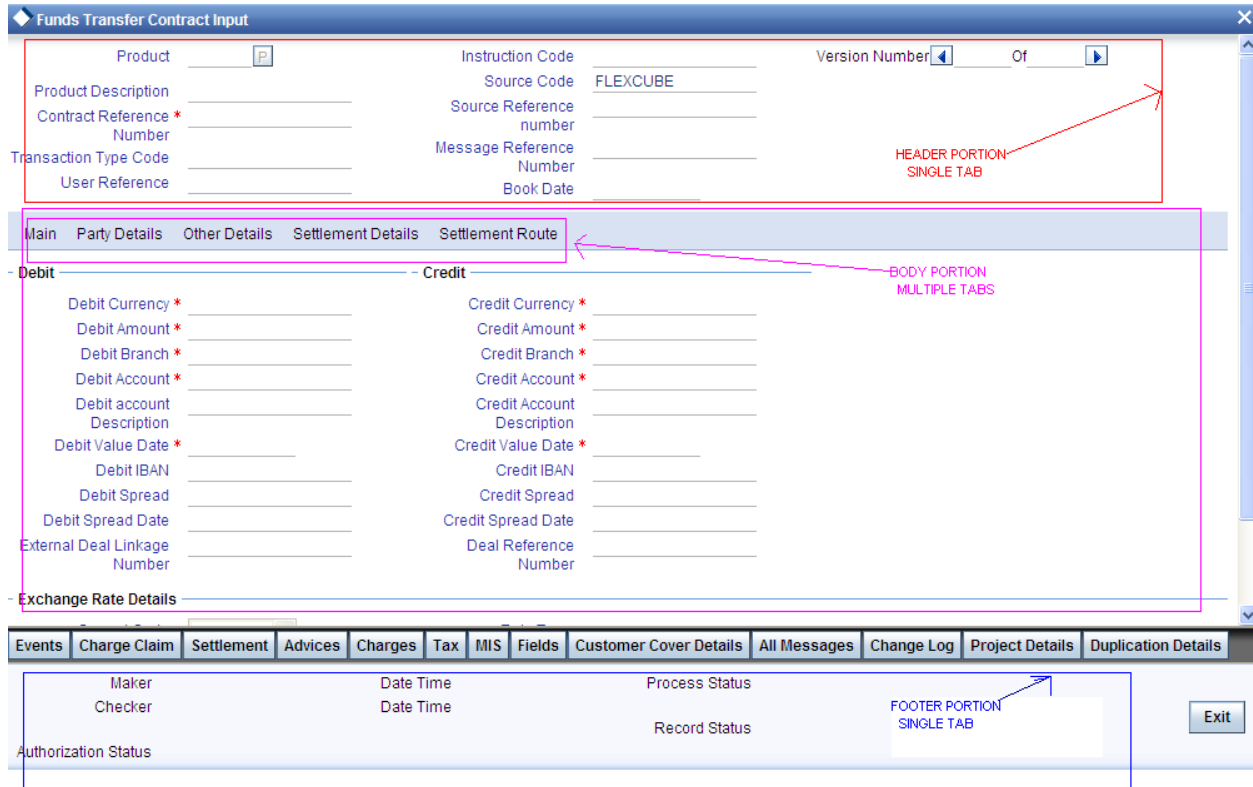 Funds Transfer Contract Input
Product P
Instruction Code
Version Number Of
Product Description
Source Code FLEXCUBE
Contract Reference *
Number
Source Reference
number
Transaction Type Code
Message Reference
Number
User Reference
Book Date
HEADER PORTION
SINGLE TAB
Main Party Details Other Details Settlement Details Settlement Route
BODY PORTION
MULTIPLE TABS
Debit
Debit Currency *
Debit Amount *
Debit Branch *
Debit Account *
Debit account
Description
Debit Value Date *
Debit IBAN
Debit Spread
Debit Spread Date
External Deal Linkage
Number
Credit
Credit Currency *
Credit Amount *
Credit Branch *
Credit Account *
Credit Account
Description
Credit Value Date *
Credit IBAN
Credit Spread
Credit Spread Date
Deal Reference
Number
Exchange Rate Details
Events Charge Claim Settlement Advices Charges Tax MIS Fields Customer Cover Details All Messages Change Log Project Details Duplication Details
Maker Date Time Process Status
Checker Date Time
Record Status
Authorization Status
FOOTER PORTION
SINGLE TAB
Exit